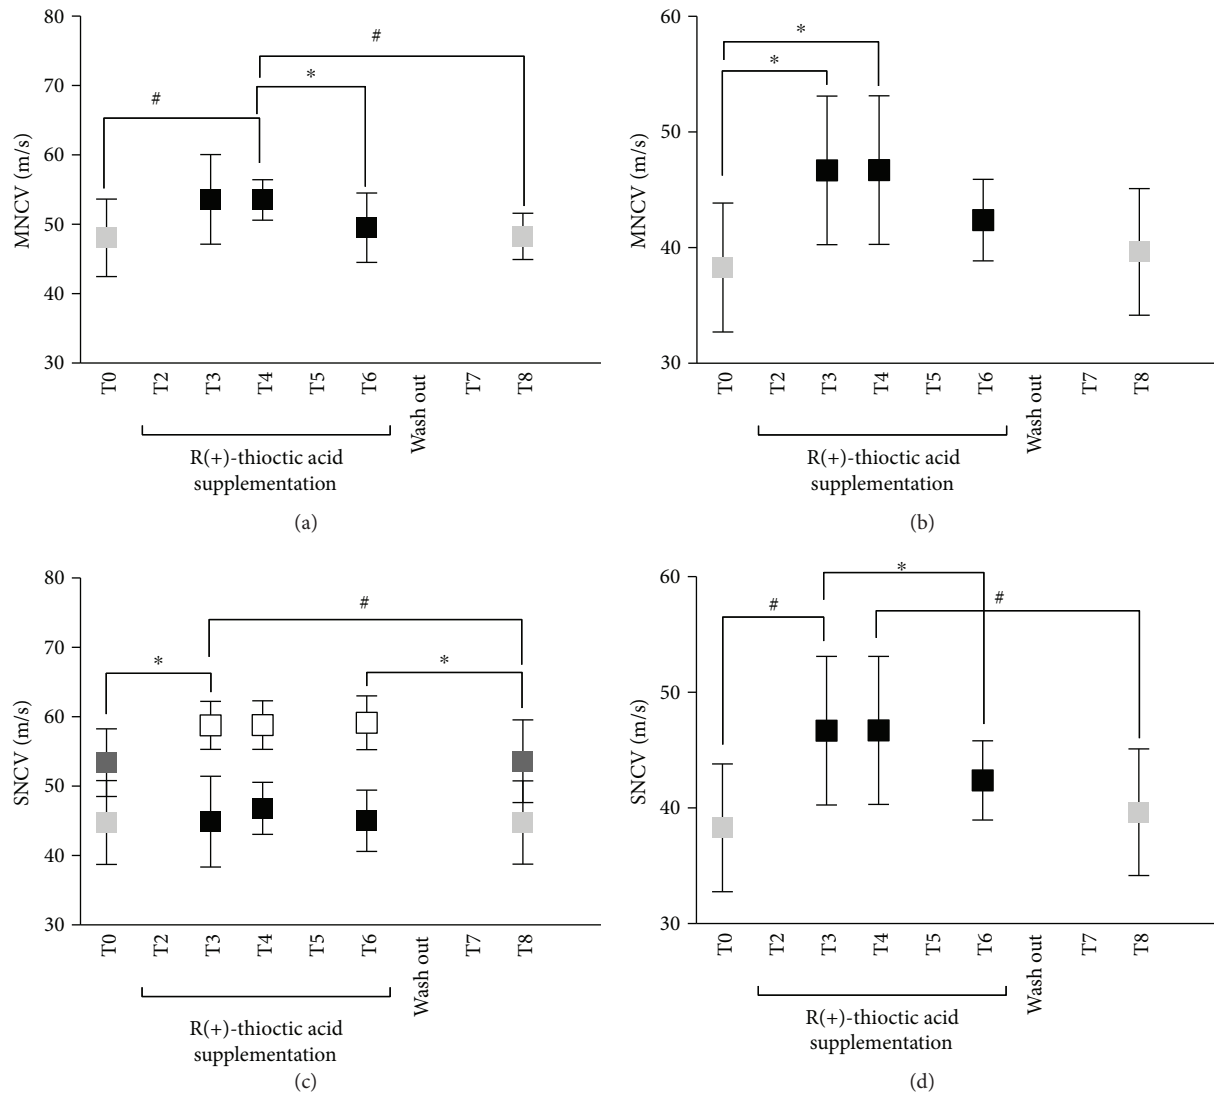 80
70
60
50
40
30
MNCV (m/s)
#
#
*
T0 T2 T3 T4 T5 T6 Wash out T7 T8
R(+)-thioctic acid
supplementation
(a)
60
50
40
30
MNCV (m/s)
*
*
T0 T2 T3 T4 T5 T6 Wash out T7 T8
R(+)-thioctic acid
supplementation
(b)
80
70
60
50
40
30
SNCV (m/s)
#
*
*
T0 T2 T3 T4 T5 T6 Wash out T7 T8
R(+)-thioctic acid
supplementation
(c)
60
50
40
30
SNCV (m/s)
*
#
#
T0 T2 T3 T4 T5 T6 Wash out T7 T8
R(+)-thioctic acid
supplementation
(d)